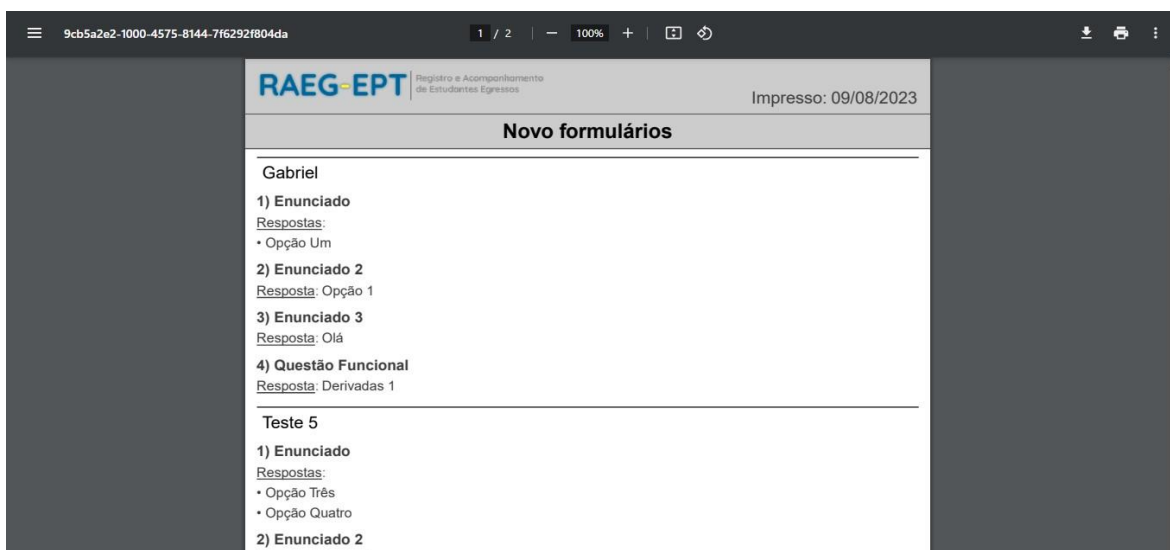 9cb5a2e2-1000-4575-8144-7f6292f804da
1 / 2
100%
RAEG-EPT
Registro e Acompanhamento
de Estudantes Egressos
Impresso: 09/08/2023
Novo formulários
Gabriel
1) Enunciado
Respostas:
• Opção Um
2) Enunciado 2
Resposta: Opção 1
3) Enunciado 3
Resposta: Olá
4) Questão Funcional
Resposta: Derivadas 1
Teste 5
1) Enunciado
Respostas:
• Opção Três
• Opção Quatro
2) Enunciado 2